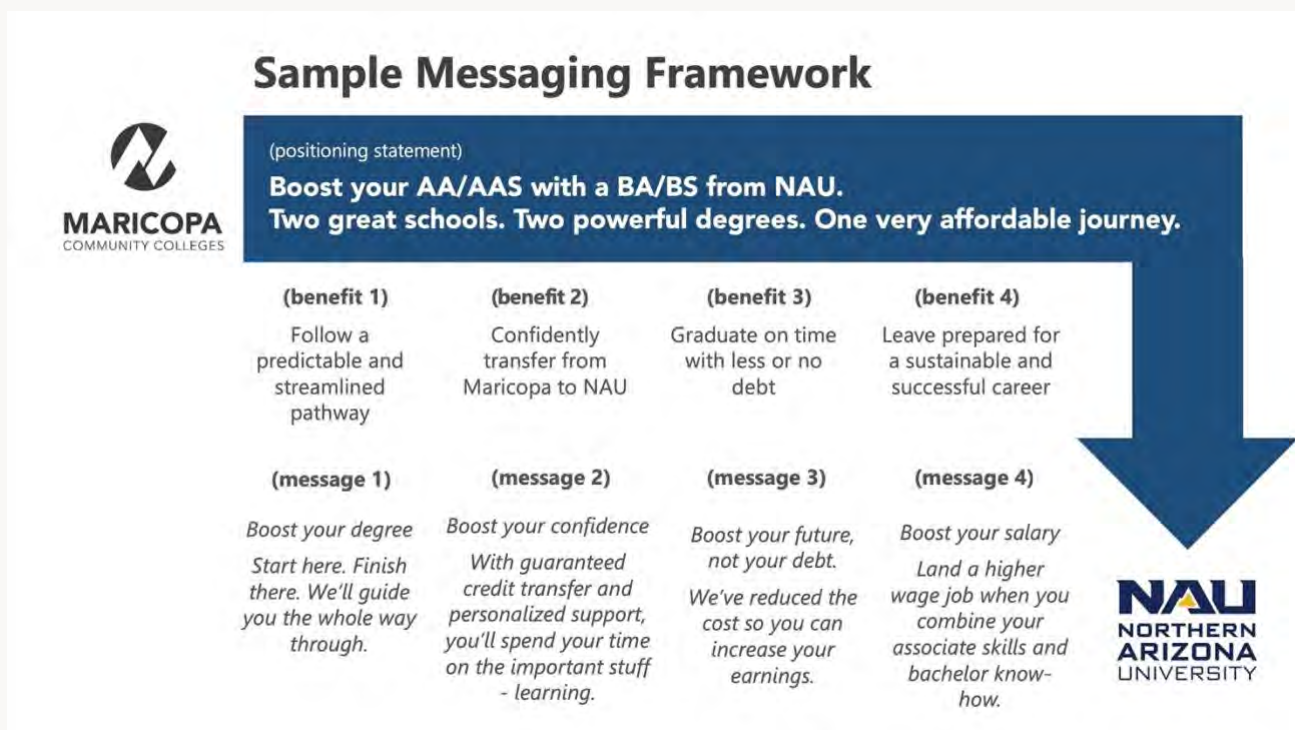 Sample Messaging Framework
MARICOPA
COMMUNITY COLLEGES
(positioning statement)
Boost your AA/AAS with a BA/BS from NAU.
Two great schools. Two powerful degrees. One very affordable journey.
(benefit 1)
Follow a
predictable and
streamlined
pathway
(benefit 2)
Confidently
transfer from
Maricopa to NAU
(benefit 3)
Graduate on time
with less or no
debt
(benefit 4)
Leave prepared for
a sustainable and
successful career
(message 1)
Boost your degree
Start here. Finish
there. We'll guide
you the whole way
through.
(message 2)
Boost your confidence
With guaranteed
credit transfer and
personalized support,
you'll spend your time
on the important stuff
- learning.
(message 3)
Boost your future,
not your debt.
We've reduced the
cost so you can
increase your
earnings.
(message 4)
Boost your salary
Land a higher
wage job when you
combine your
associate skills and
bachelor know-
how.
NAU
NORTHERN
ARIZONA
UNIVERSITY